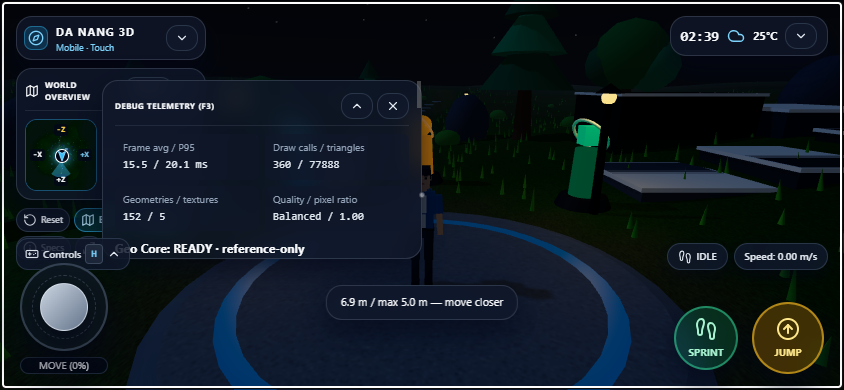 DA NANG 3D
Mobile · Touch
02:39
25°C
WORLD
OVERVIEW
-Z
-X
+X
+Z
Reset
Specs
Controls
H
MOVE (0%)
DEBUG TELEMETRY (F3)
Frame avg / P95
15.5 / 20.1 ms
Draw calls / triangles
360 / 77888
Geometries / textures
152 / 5
Quality / pixel ratio
Balanced / 1.00
Geo Core: READY · reference-only
6.9 m / max 5.0 m — move closer
IDLE
Speed: 0.00 m/s
SPRINT
JUMP